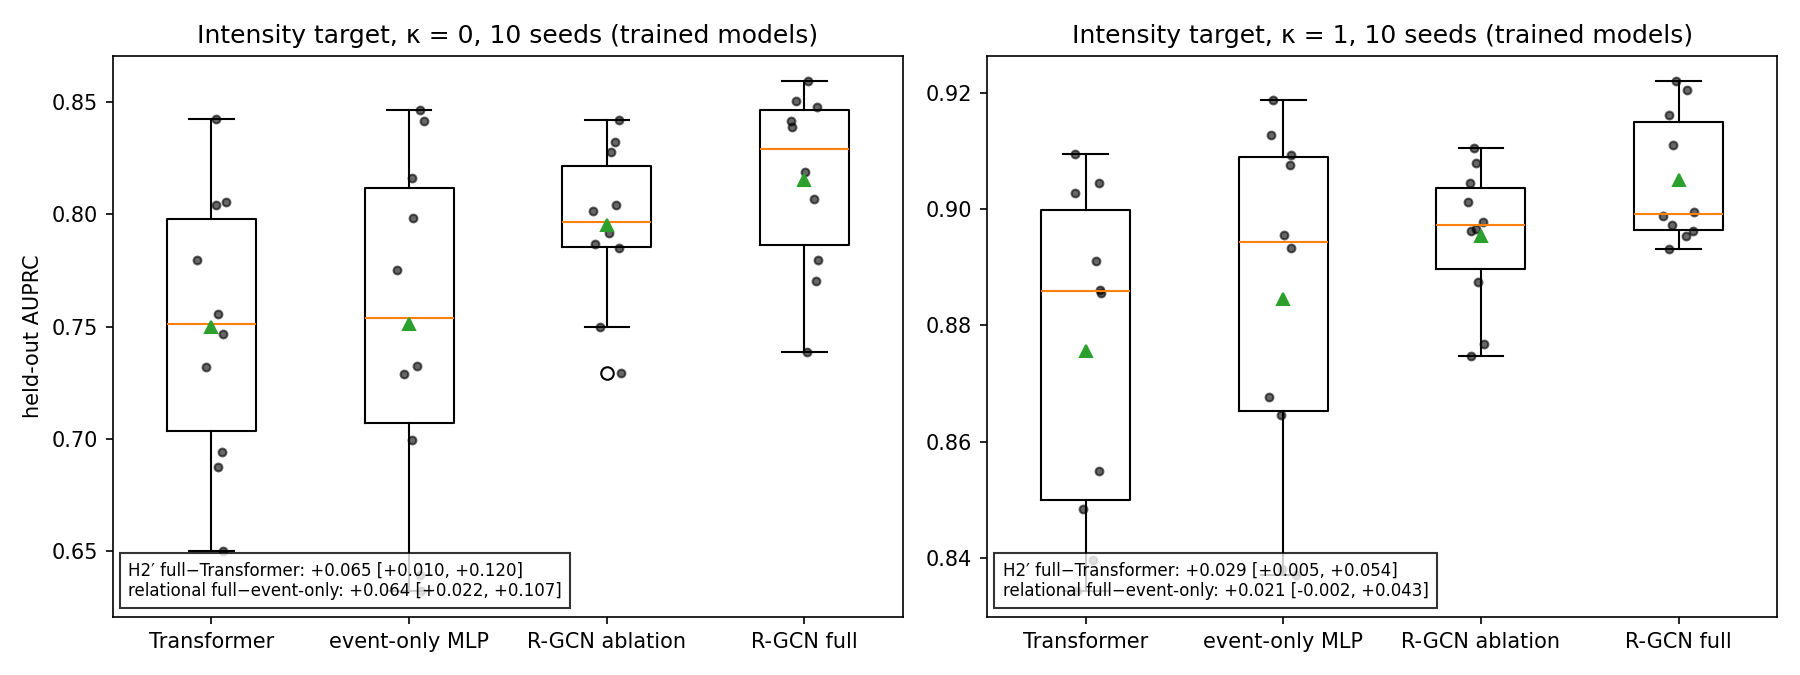 Intensity target, κ = 0, 10 seeds (trained models)
held-out AUPRC
0.85
0.80
0.75
0.70
0.65
H2′ full−Transformer: +0.065 [+0.010, +0.120]
relational full−event-only: +0.064 [+0.022, +0.107]
Transformer event-only MLP R-GCN ablation R-GCN full
Intensity target, κ = 1, 10 seeds (trained models)
0.92
0.90
0.88
0.86
0.84
H2′ full−Transformer: +0.029 [+0.005, +0.054]
relational full−event-only: +0.021 [-0.002, +0.043]
Transformer event-only MLP R-GCN ablation R-GCN full